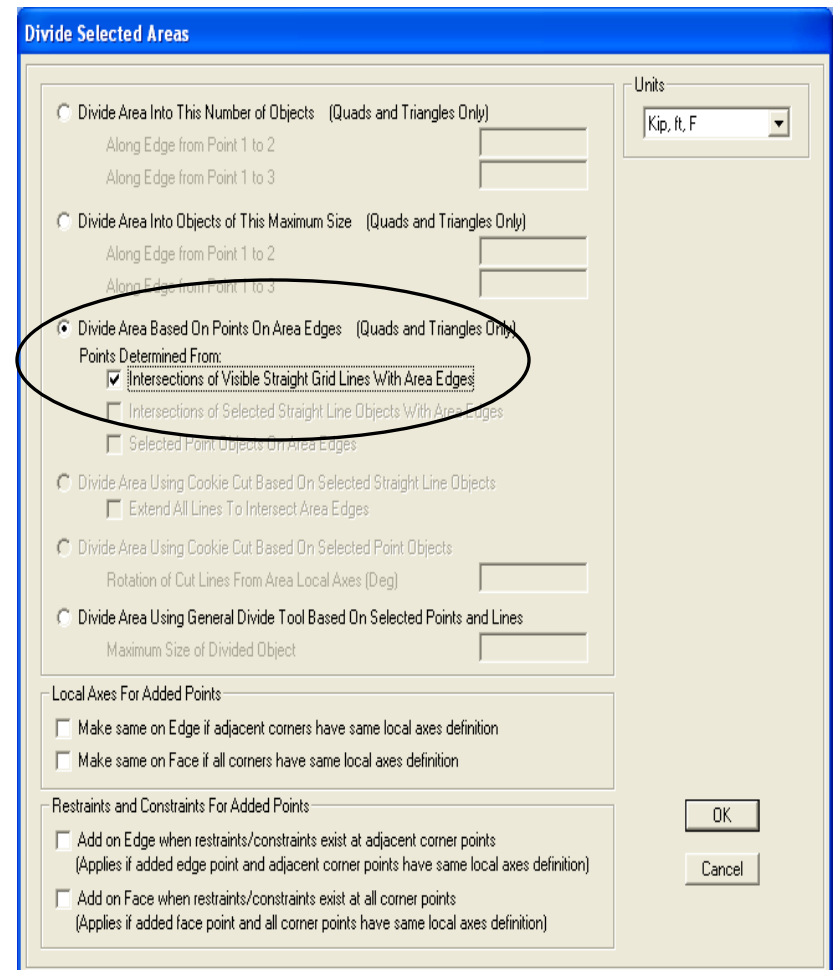 Divide Selected Areas
Divide Area Into This Number of Objects (Quads and Triangles Only)
Along Edge from Point 1 to 2
Along Edge from Point 1 to 3
Divide Area Into Objects of This Maximum Size (Quads and Triangles Only)
Along Edge from Point 1 to 2
Along Edge from Point 1 to 3
Divide Area Based On Points On Area Edges (Quads and Triangles Only)
Points Determined From:
Intersections of Visible Straight Grid Lines With Area Edges
Intersections of Selected Straight Line Objects With Area Edges
Selected Point Objects On Area Edges
Divide Area Using Cookie Cut Based On Selected Straight Line Objects
Extend All Lines To Intersect Area Edges
Divide Area Using Cookie Cut Based On Selected Point Objects
Rotation of Cut Lines From Area Local Axes (Deg)
Divide Area Using General Divide Tool Based On Selected Points and Lines
Maximum Size of Divided Object
Units
Kip, ft, F
Local Axes For Added Points
Make same on Edge if adjacent corners have same local axes definition
Make same on Face if all corners have same local axes definition
Restraints and Constraints For Added Points
Add on Edge when restraints/constraints exist at adjacent corner points
(Applies if added edge point and adjacent corner points have same local axes definition)
Add on Face when restraints/constraints exist at all corner points
(Applies if added face point and all corner points have same local axes definition)
OK
Cancel